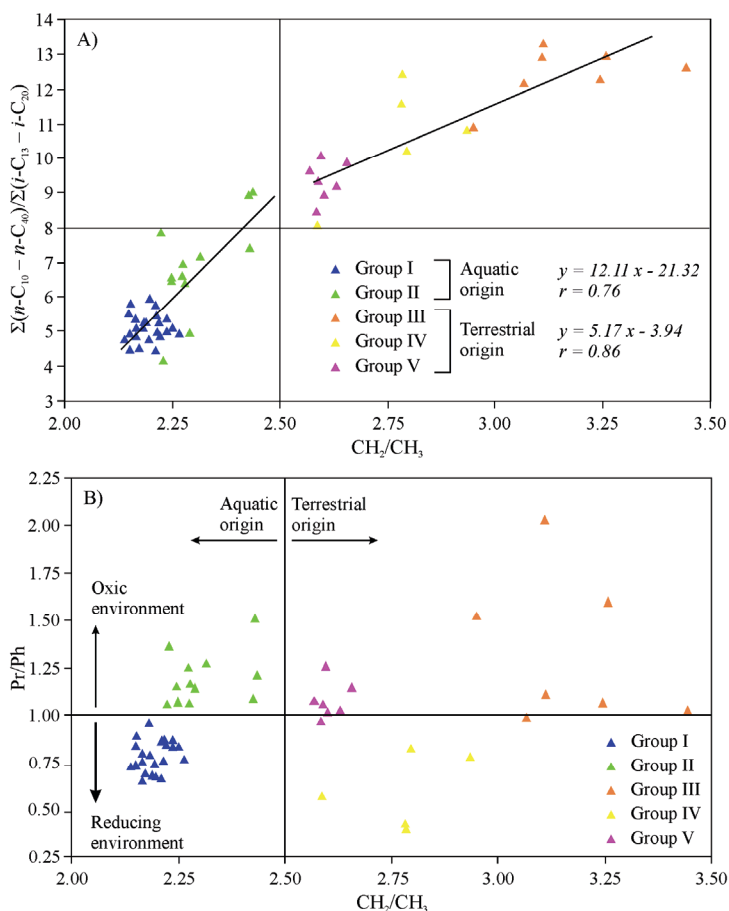 A)
14
13
12
11
10
9
8
7
6
5
4
3
Σ(n-C10 − n-C40)/Σ(i-C13 − i-C20)
Group I
Group II
Group III
Group IV
Group V
Aquatic
origin
Terrestrial
origin
y = 12.11 x - 21.32
r = 0.76
y = 5.17 x - 3.94
r = 0.86
2.00 2.25 2.50 2.75 3.00 3.25 3.50
CH2/CH3
B)
2.25
2.00
1.75
1.50
1.25
1.00
0.75
0.50
0.25
Pr/Ph
Aquatic
origin
Terrestrial
origin
Oxic
environment
Reducing
environment
Group I
Group II
Group III
Group IV
Group V
2.00 2.25 2.50 2.75 3.00 3.25 3.50
CH2/CH3